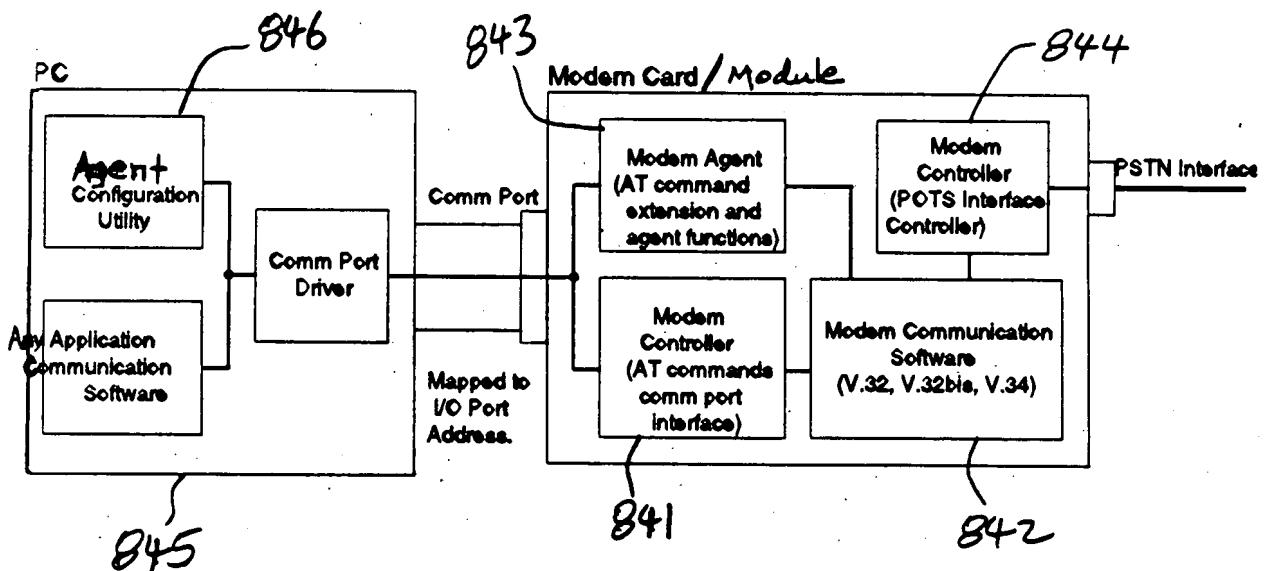 846
843
844
PC
Modem Card / Module
Agent
Configuration
Utility
Comm Port
Driver
Any Application
Communication
Software
Comm Port
Mapped to
I/O Port
Address.
Modem Agent
(AT command
extension and
agent functions)
Modem
Controller
(AT commands
comm port
interface)
Modem
Controller
(POTS Interface
Controller)
Modem Communication
Software
(V.32, V.32bis, V.34)
PSTN Interface
845
841
842